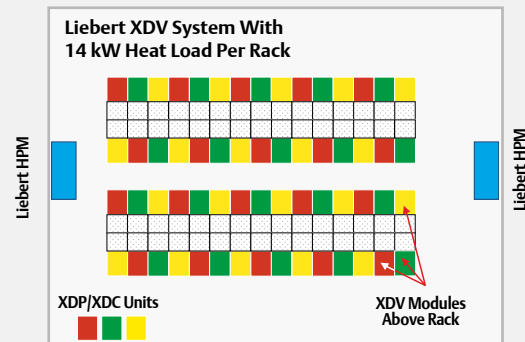 Liebert XDV System With
14 kW Heat Load Per Rack
Liebert HPM
Liebert HPM
XDP/XDC Units
XDV Modules
Above Rack